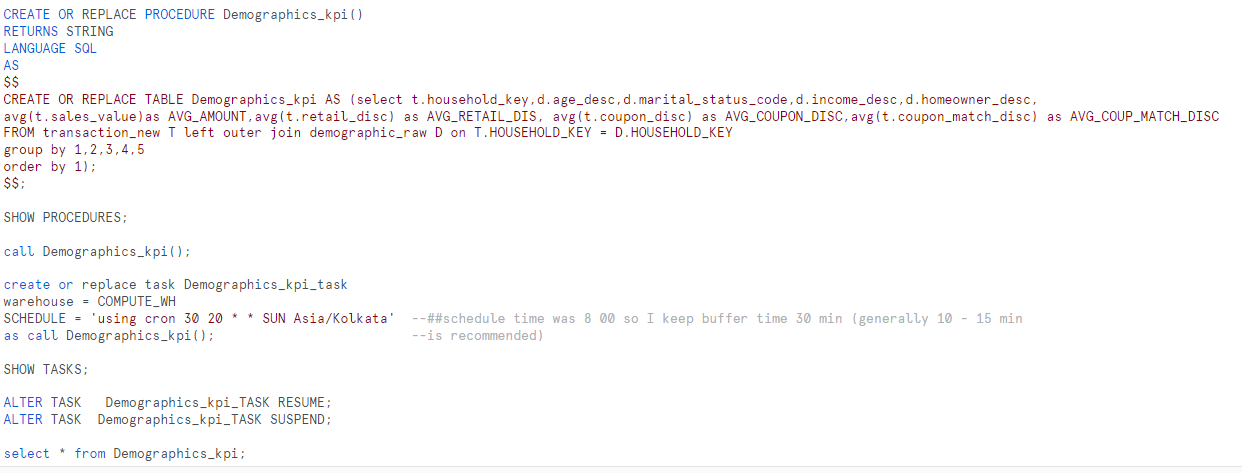 CREATE OR REPLACE PROCEDURE Demographics_kpi()
RETURNS STRING
LANGUAGE SQL
AS
$$
CREATE OR REPLACE TABLE Demographics_kpi AS (select t.household_key,d.age_desc,d.marital_status_code,d.income_desc,d.homeowner_desc,
avg(t.sales_value)as AVG_AMOUNT,avg(t.retail_disc) as AVG_RETAIL_DIS, avg(t.coupon_disc) as AVG_COUPON_DISC,avg(t.coupon_match_disc) as AVG_COUP_MATCH_DISC
FROM transaction_new T left outer join demographic_raw D on T.HOUSEHOLD_KEY = D.HOUSEHOLD_KEY
group by 1,2,3,4,5
order by 1);
$$;
SHOW PROCEDURES;
call Demographics_kpi();
create or replace task Demographics_kpi_task
warehouse = COMPUTE_WH
SCHEDULE = 'using cron 30 20 * * SUN Asia/Kolkata'  --##schedule time was 8 00 so I keep buffer time 30 min (generally 10 - 15 min
as call Demographics_kpi();                         --is recommended)
SHOW TASKS;
ALTER TASK   Demographics_kpi_TASK RESUME;
ALTER TASK  Demographics_kpi_TASK SUSPEND;
select * from Demographics_kpi;